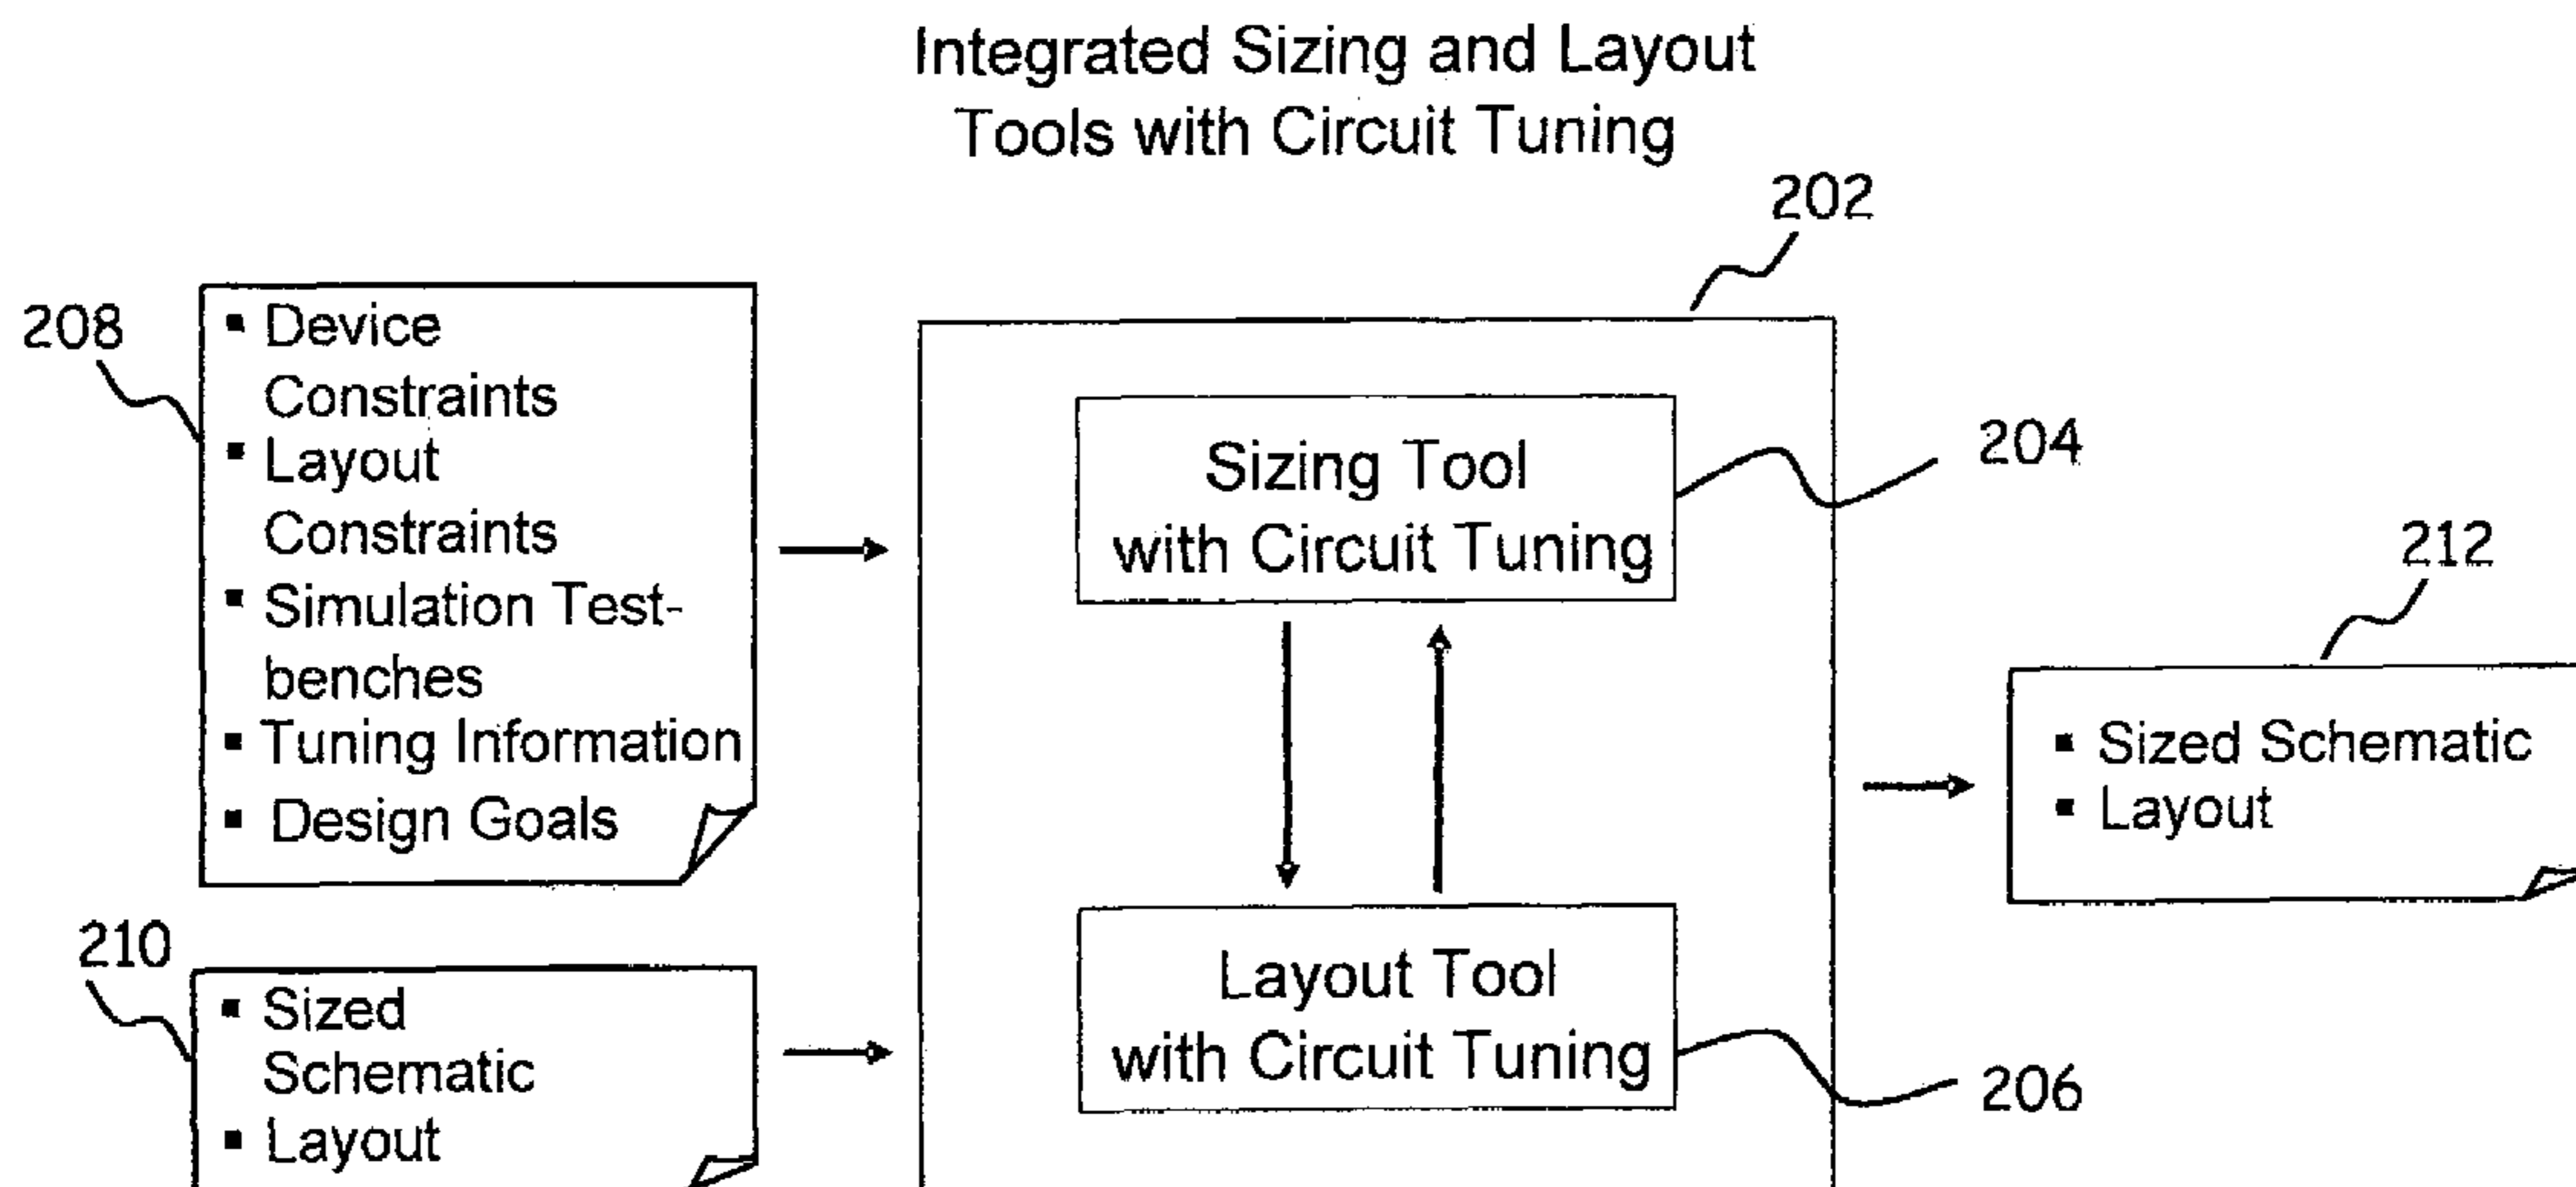 Integrated Sizing and Layout
Tools with Circuit Tuning
202
208
▪ Device
Constraints
▪ Layout
Constraints
▪ Simulation Test-
benches
▪ Tuning Information
▪ Design Goals
Sizing Tool
with Circuit Tuning
204
212
▪ Sized Schematic
▪ Layout
210
▪ Sized
Schematic
▪ Layout
Layout Tool
with Circuit Tuning
206